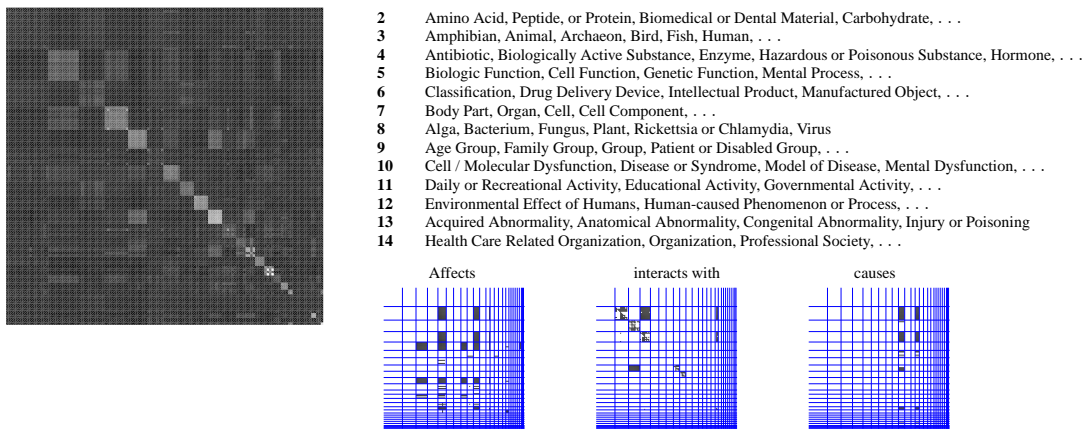 2 Amino Acid, Peptide, or Protein, Biomedical or Dental Material, Carbohydrate, . . .
3 Amphibian, Animal, Archaeon, Bird, Fish, Human, . . .
4 Antibiotic, Biologically Active Substance, Enzyme, Hazardous or Poisonous Substance, Hormone, . . .
5 Biologic Function, Cell Function, Genetic Function, Mental Process, . . .
6 Classification, Drug Delivery Device, Intellectual Product, Manufactured Object, . . .
7 Body Part, Organ, Cell, Cell Component, . . .
8 Alga, Bacterium, Fungus, Plant, Rickettsia or Chlamydia, Virus
9 Age Group, Family Group, Group, Patient or Disabled Group, . . .
10 Cell / Molecular Dysfunction, Disease or Syndrome, Model of Disease, Mental Dysfunction, . . .
11 Daily or Recreational Activity, Educational Activity, Governmental Activity, . . .
12 Environmental Effect of Humans, Human-caused Phenomenon or Process, . . .
13 Acquired Abnormality, Anatomical Abnormality, Congenital Abnormality, Injury or Poisoning
14 Health Care Related Organization, Organization, Professional Society, . . .
Affects interacts with causes